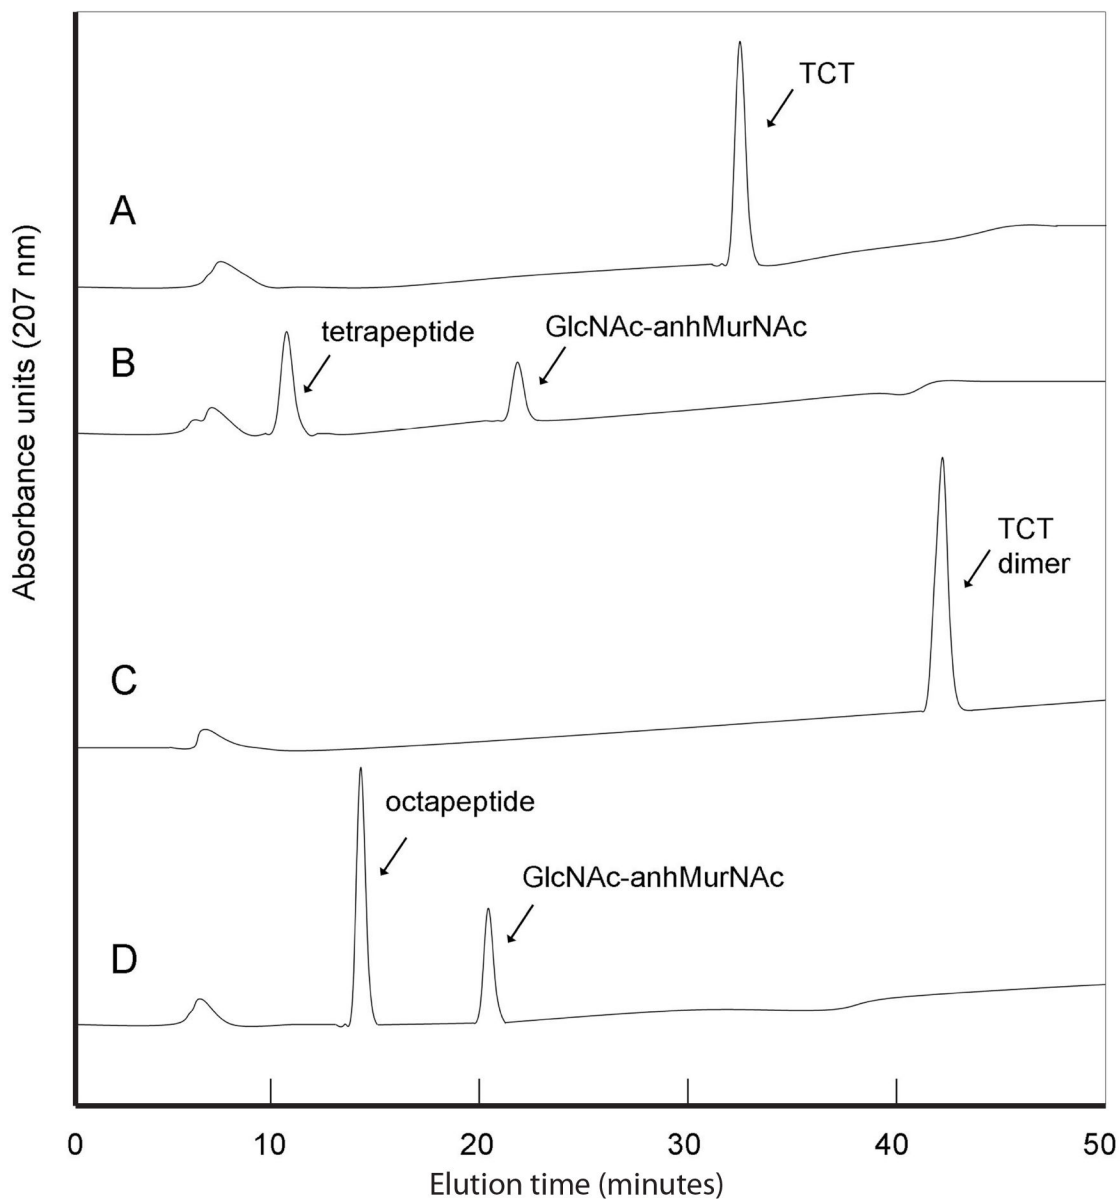 TCT
A
tetrapeptide
GlcNAc-anhMurNAc
B
TCT
dimer
C
octapeptide
GlcNAc-anhMurNAc
D
Absorbance units (207 nm)
0 10 20 30 40 50
Elution time (minutes)